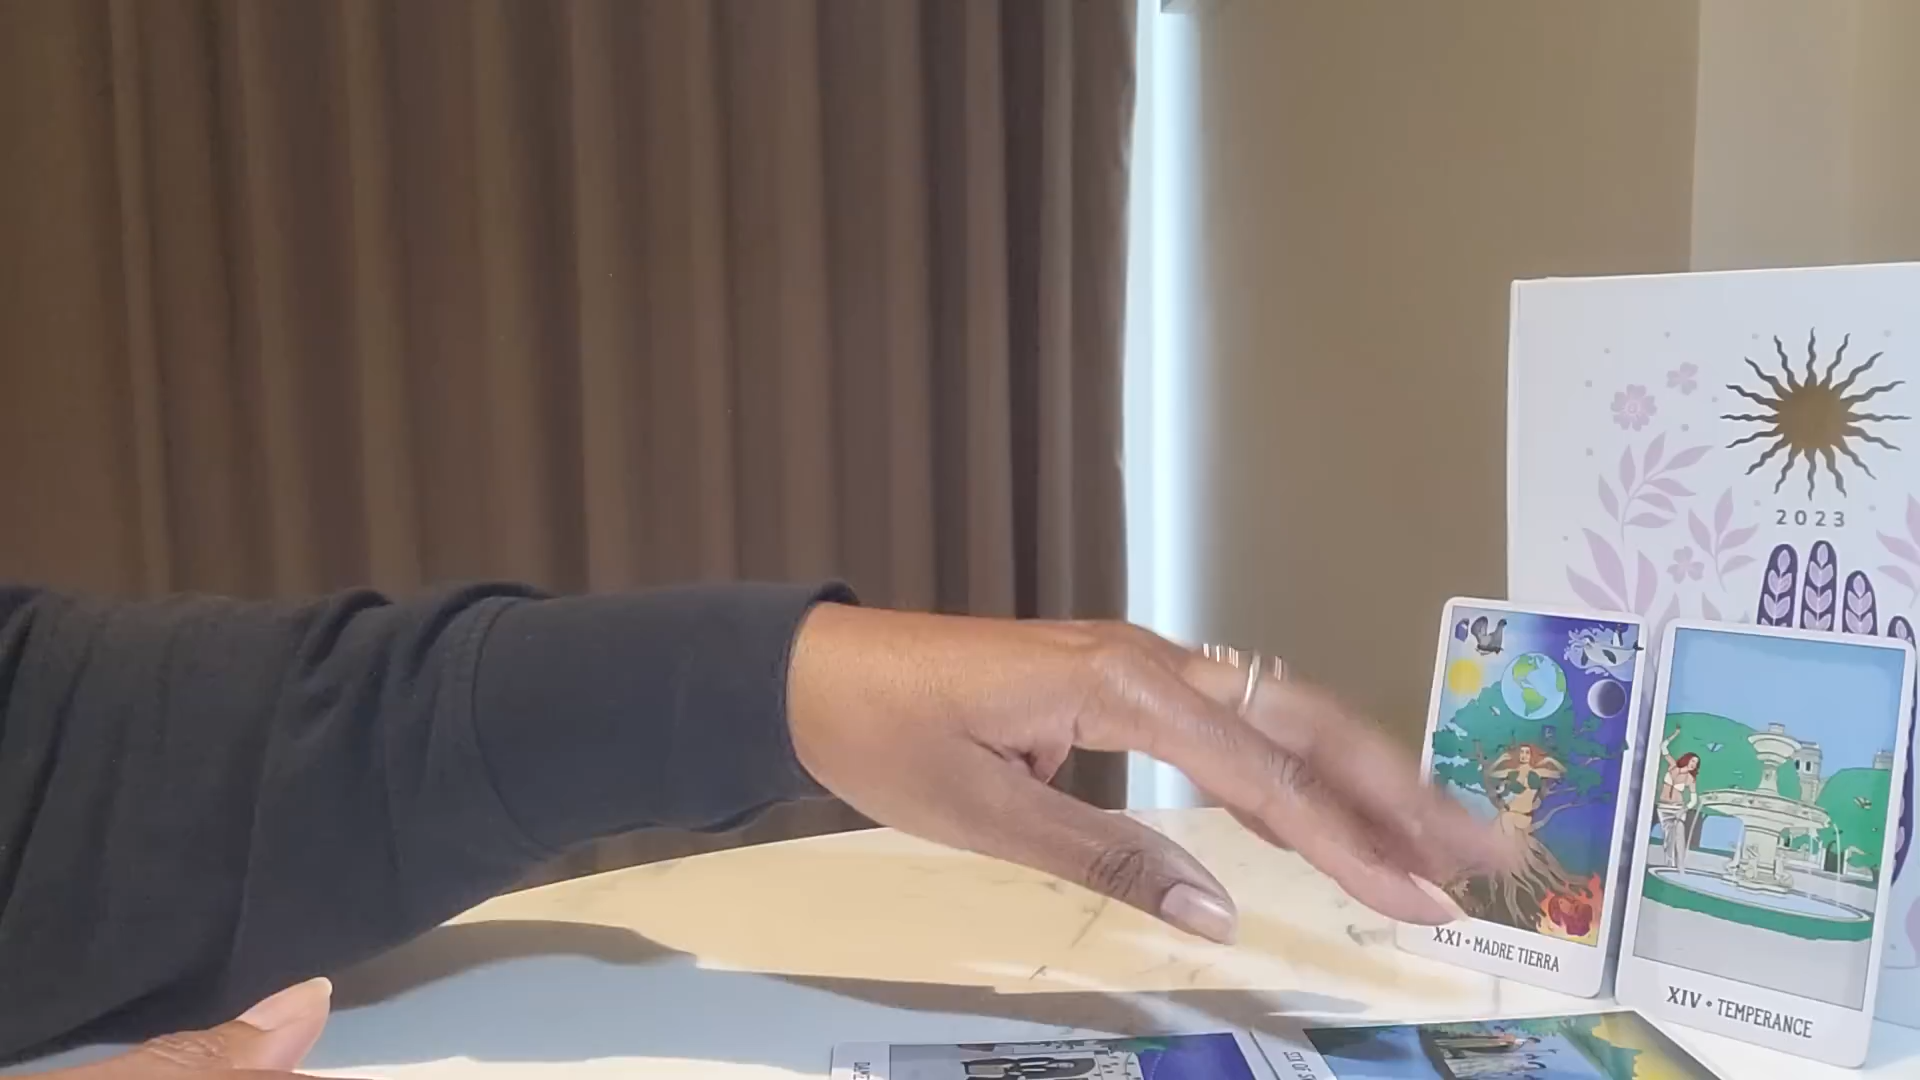 2023
XXI • MADRE TIERRA
XIV • TEMPERANCE